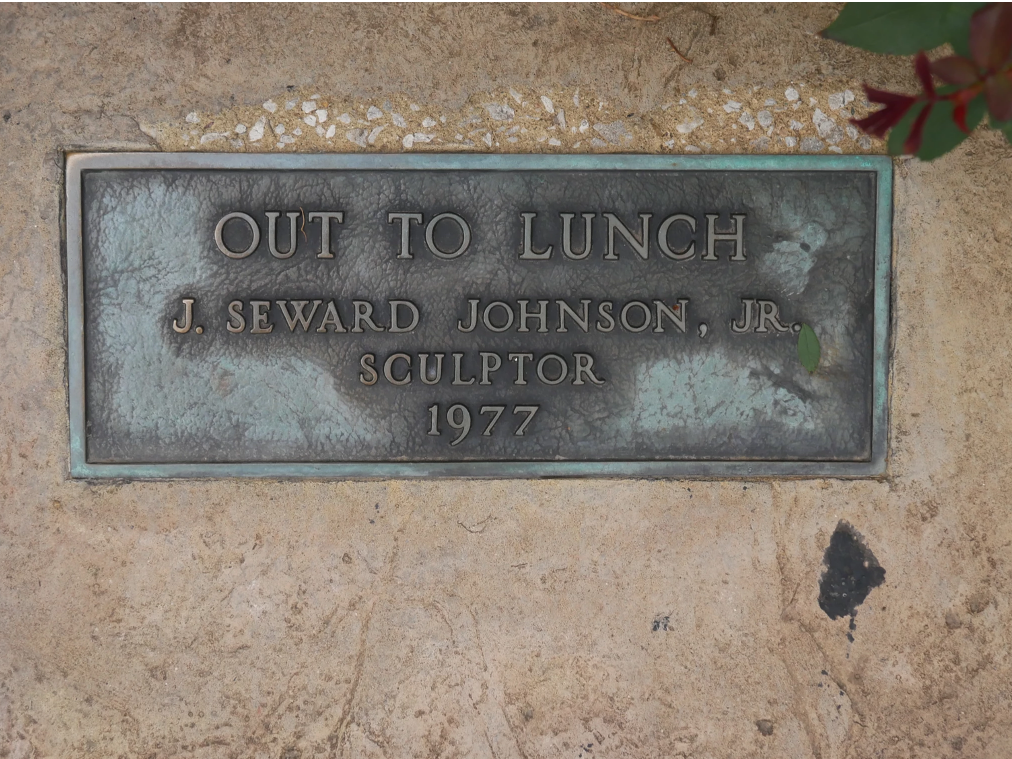 OUT TO LUNCH
J. SEWARD JOHNSON, JR.
SCULPTOR
1977